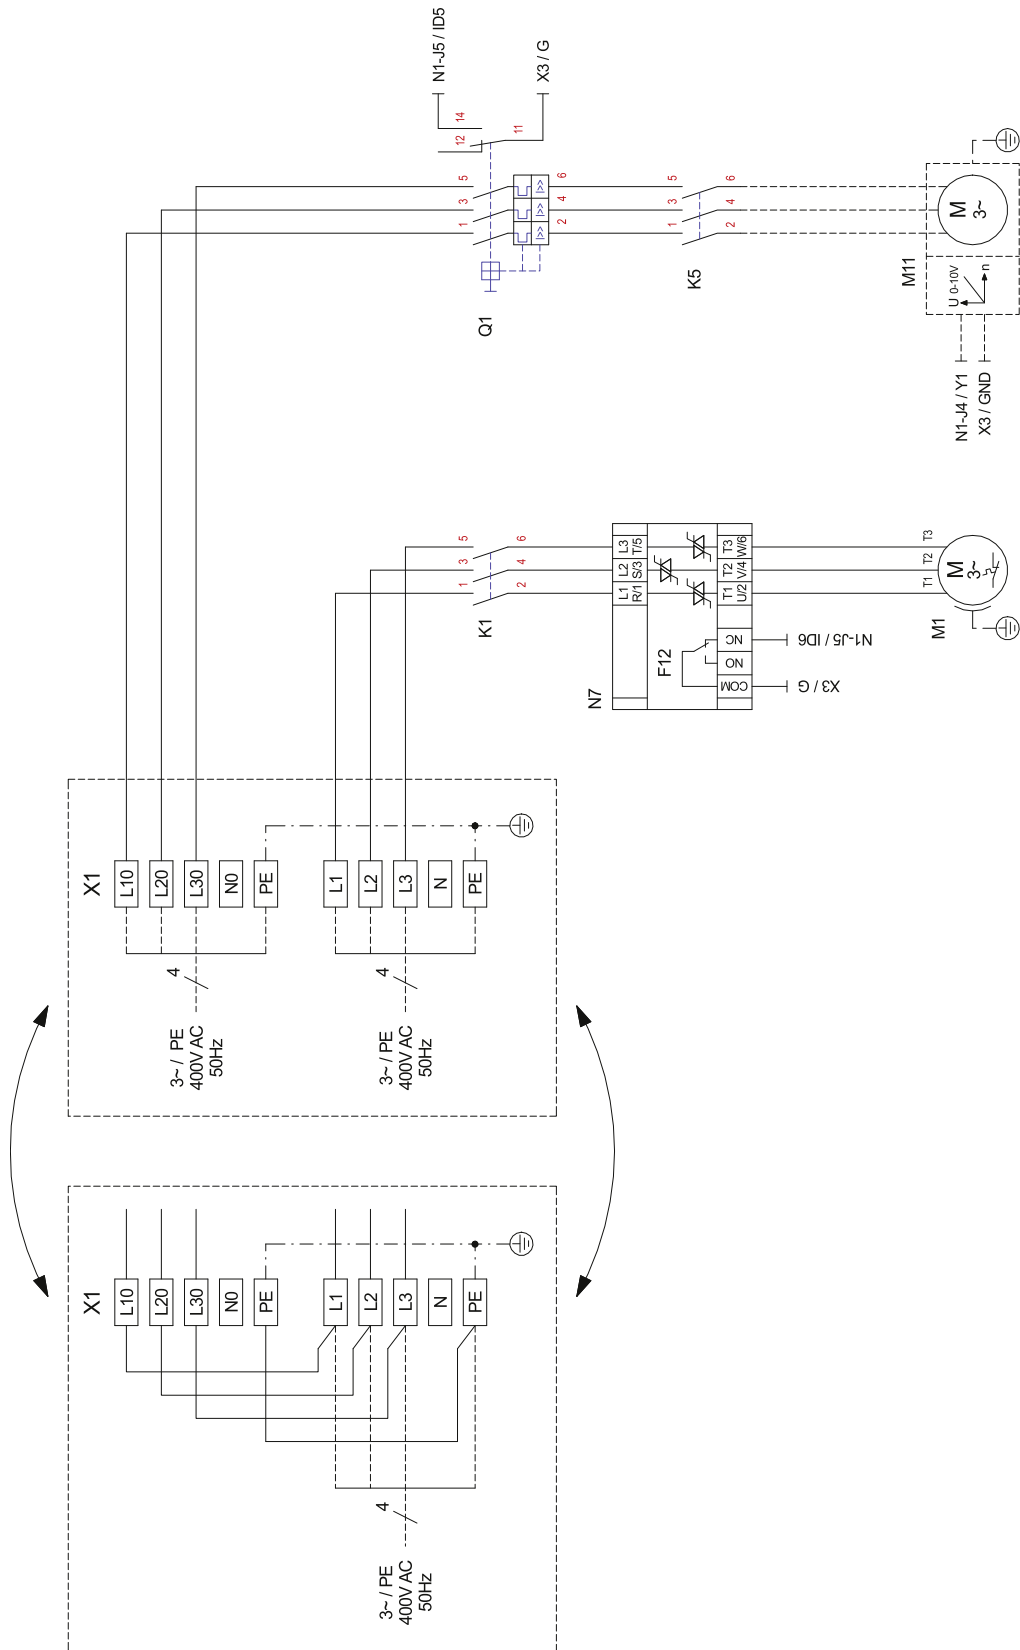 N1-J5 / ID5
X3 / G
14
12
11
5
3
1
6
4
2
I>>
I>>
I>>
Q1
5
3
1
6
4
2
K5
M
3~
M11
U 0-10V
n
N1-J4 / Y1
X3 / GND
5
3
1
6
4
2
K1
N7
L1
R/1
L2
S/3
L3
T/5
F12
T1
U/2
T2
V/4
T3
W/6
NC
NO
COM
N1-J5 / ID6
X3 / G
T1
T2
T3
M
3~
M1
X1
L10
L20
L30
N0
PE
L1
L2
L3
N
PE
4
3~ / PE
400V AC
50Hz
4
3~ / PE
400V AC
50Hz
X1
L10
L20
L30
N0
PE
L1
L2
L3
N
PE
4
3~ / PE
400V AC
50Hz